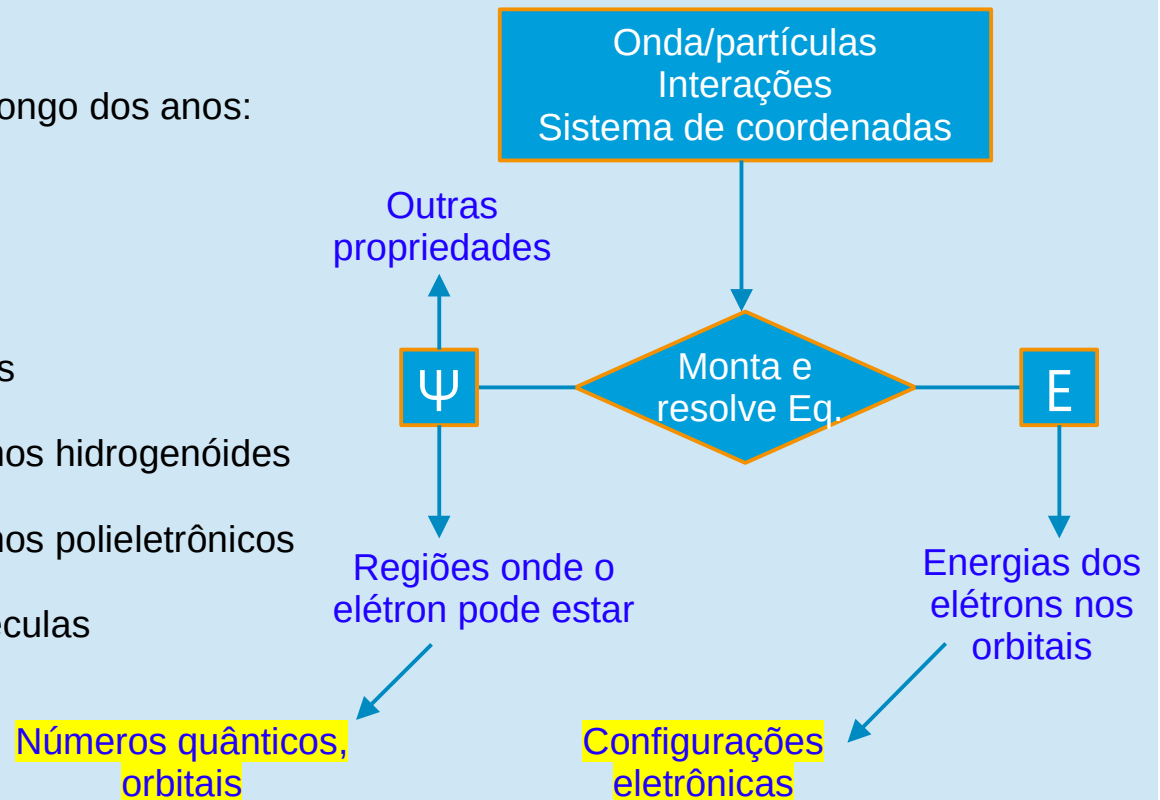 Onda/partículas
Interações
Sistema de coordenadas
ongo dos anos:
Outras
propriedades
Ψ
Monta e
resolve Eq.
E
s
nos hidrogenóides
nos polieletrônicos
éculas
Regiões onde o
elétron pode estar
Energias dos
elétrons nos
orbitais
Números quânticos,
orbitais
Configurações
eletrônicas